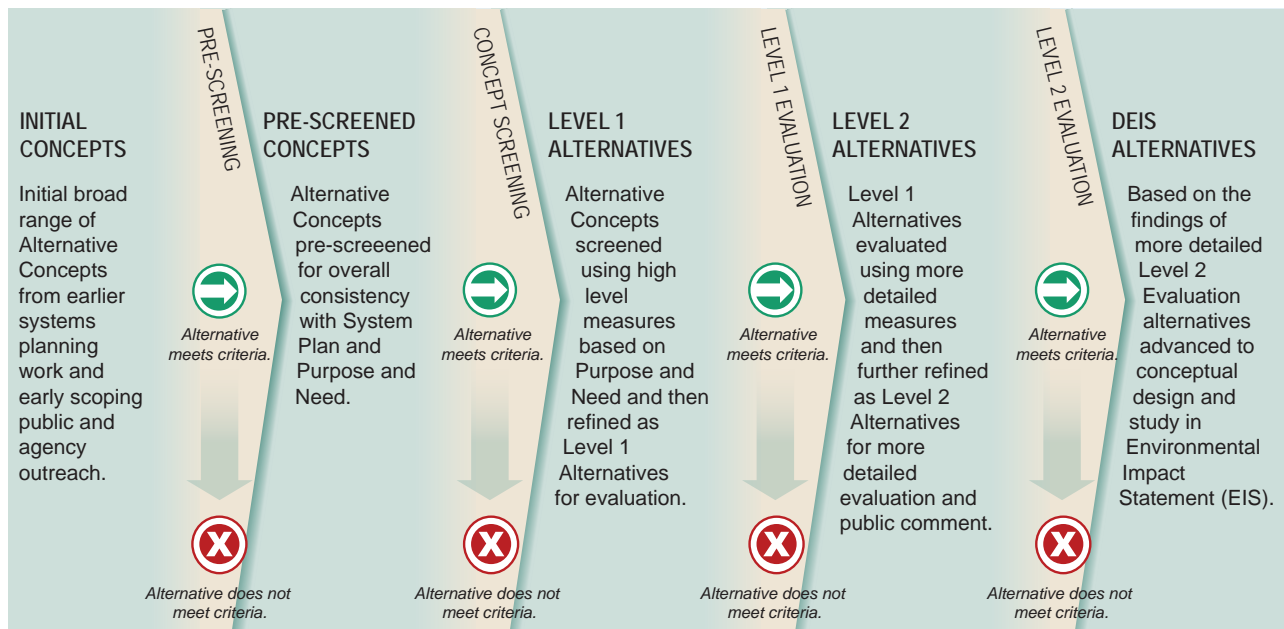 INITIAL
CONCEPTS
Initial broad
range of
Alternative
Concepts
from earlier
systems
planning
work and
early scoping
public and
agency
outreach.
PRE-SCREENING
Alternative
meets criteria.
Alternative does not
meet criteria.
PRE-SCREENED
CONCEPTS
Alternative
Concepts
pre-screeened
for overall
consistency
with System
Plan and
Purpose and
Need.
CONCEPT SCREENING
Alternative
meets criteria.
X
Alternative does not
meet criteria.
LEVEL 1
ALTERNATIVES
Alternative
Concepts
screened
using high
level
measures
based on
Purpose and
Need and then
refined as
Level 1
Alternatives
for evaluation.
LEVEL 1 EVALUATION
Alternative
meets criteria.
X
Alternative does not
meet criteria.
LEVEL 2
ALTERNATIVES
Level 1
Alternatives
evaluated
using more
detailed
measures
and then
further refined
as Level 2
Alternatives
for more
detailed
evaluation and
public comment.
LEVEL 2 EVALUATION
Alternative
meets criteria.
X
Alternative does not
meet criteria.
DEIS
ALTERNATIVES
Based on the
findings of
more detailed
Level 2
Evaluation
alternatives
advanced to
conceptual
design and
study in
Environmental
Impact
Statement (EIS).